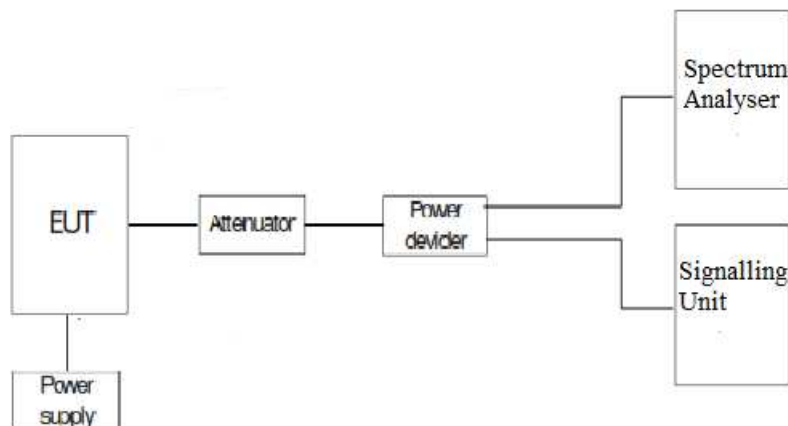 Spectrum
Analyser
EUT
Attenuator
Power
devider
Signalling
Unit
Power
supply